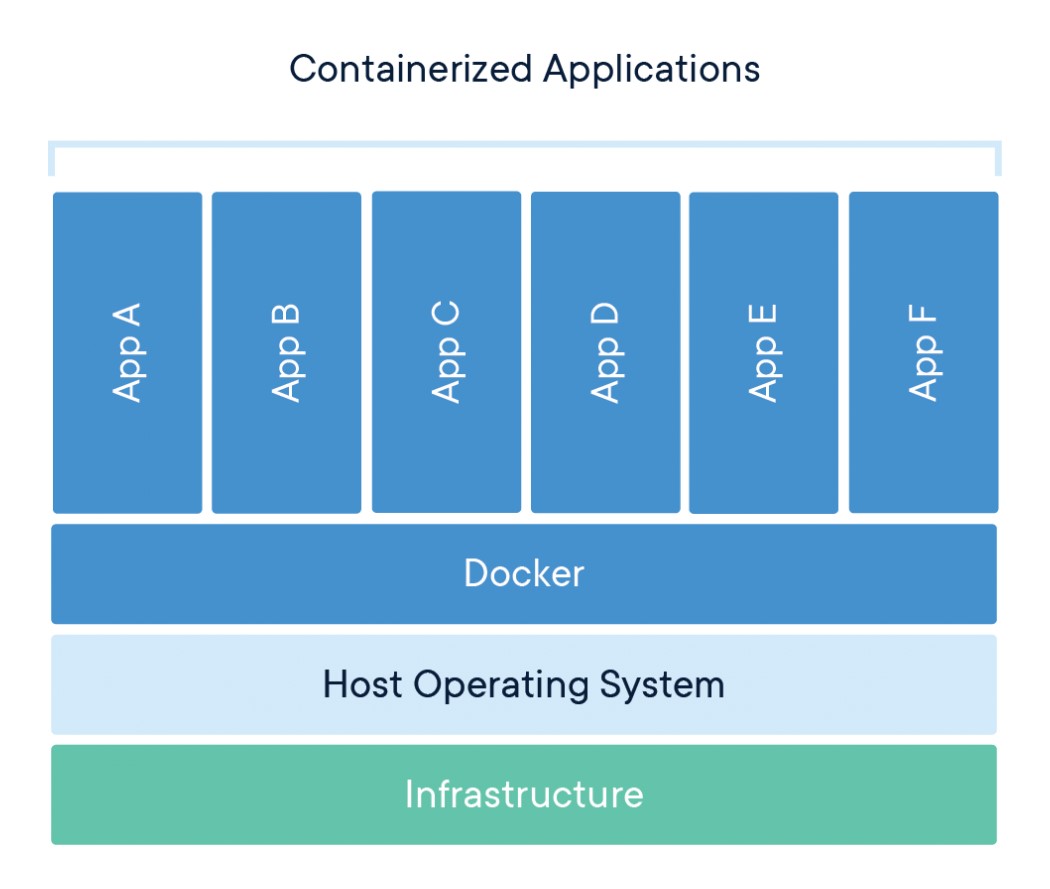 Containerized Applications
App A
App B
App C
App D
App E
App F
Docker
Host Operating System
Infrastructure